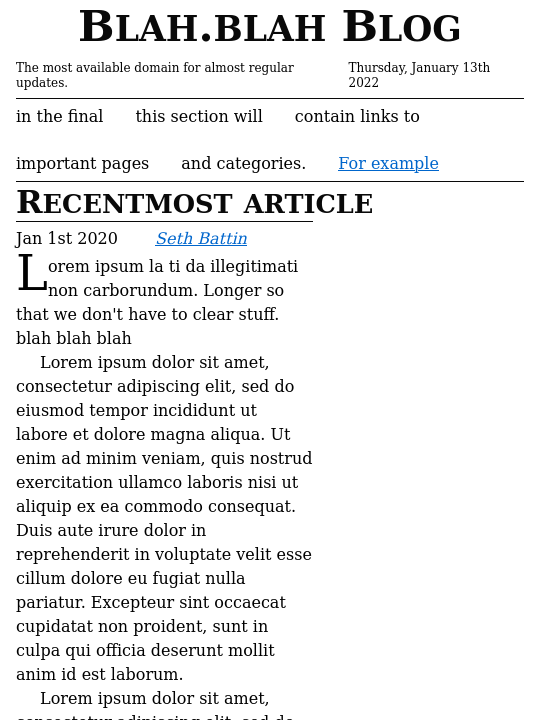 Blah.blah Blog
The most available domain for almost regular updates.
Thursday, January 13th 2022
in the final this section will contain links to
important pages and categories. For example
Recentmost article
Jan 1st 2020 Seth Battin
Lorem ipsum la ti da illegitimati
non carborundum. Longer so
that we don't have to clear stuff.
blah blah blah
Lorem ipsum dolor sit amet,
consectetur adipiscing elit, sed do
eiusmod tempor incididunt ut
labore et dolore magna aliqua. Ut
enim ad minim veniam, quis nostrud
exercitation ullamco laboris nisi ut
aliquip ex ea commodo consequat.
Duis aute irure dolor in
reprehenderit in voluptate velit esse
cillum dolore eu fugiat nulla
pariatur. Excepteur sint occaecat
cupidatat non proident, sunt in
culpa qui officia deserunt mollit
anim id est laborum.
Lorem ipsum dolor sit amet,